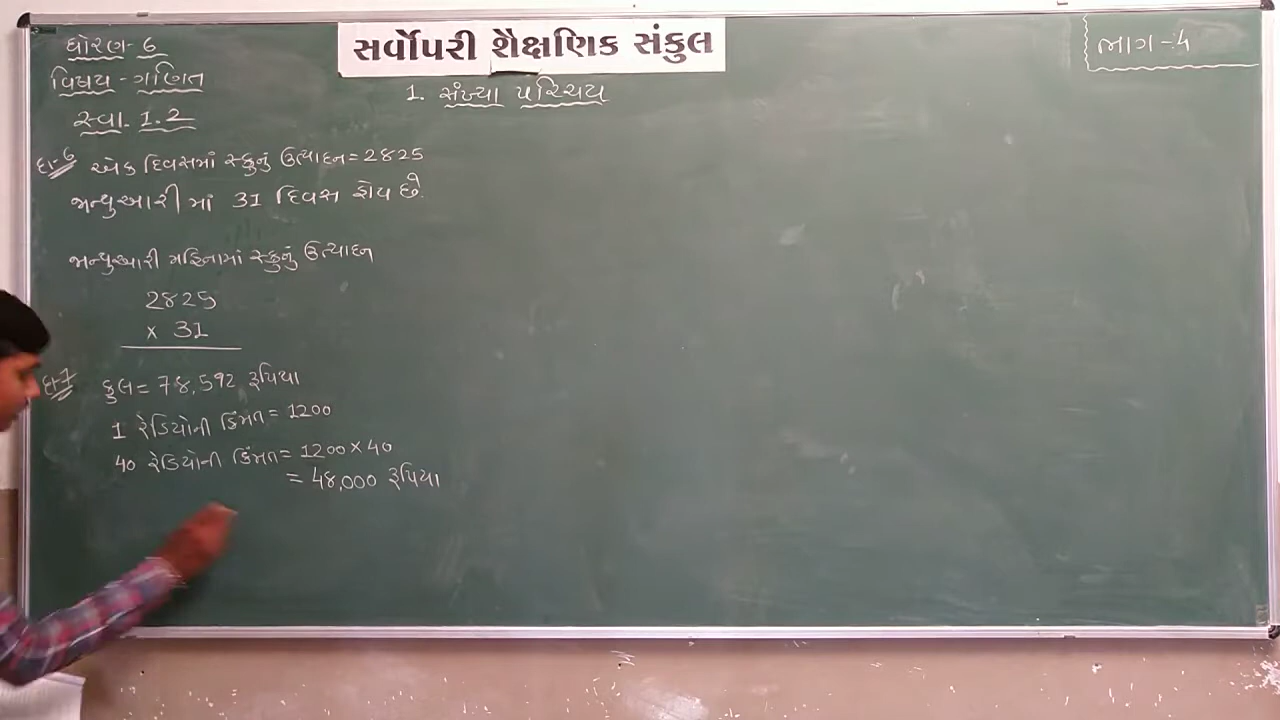 ધોરણ- 6
વિષય - ગણિત
સ્વા. 1.2
સર્વોપરી શૈક્ષણિક સંકુલ
1. સંખ્યા પરિચય
ભાગ-4
દા-6 એક દિવસમાં સ્ક્રુનું ઉત્પાદન = 2825
જાન્યુઆરી માં 31 દિવસ હોય છે.
જાન્યુઆરી મહિનામાં સ્ક્રુનું ઉત્પાદન
2825
× 31
દા-7 કુલ = 78,592 રૂપિયા
1 રેડિયોની કિંમત = 1200
40 રેડિયોની કિંમત = 1200 × 40
= 48,000 રૂપિયા